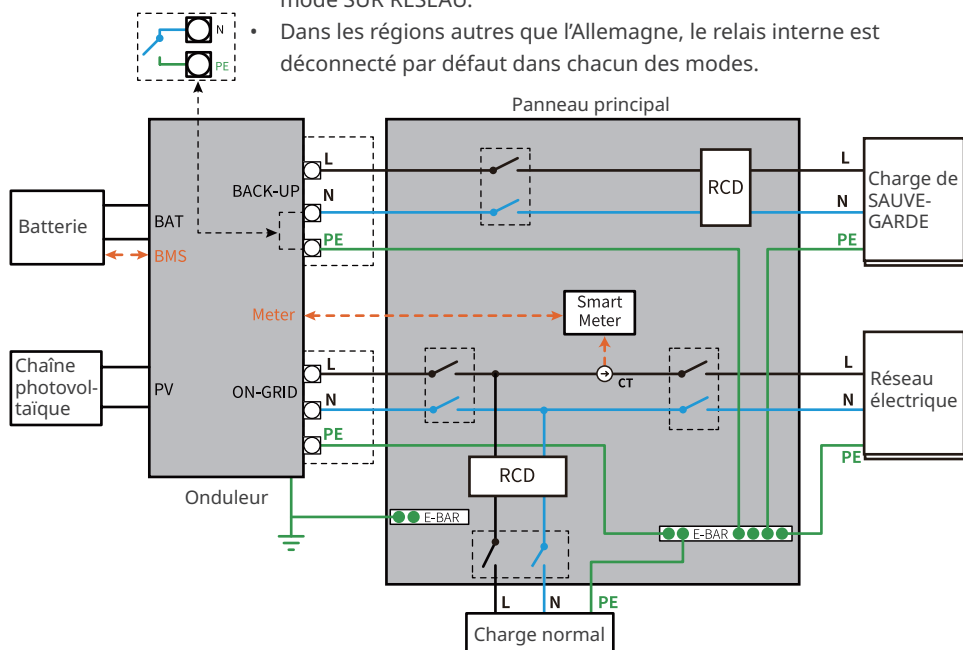 mode SUR RÉSEAU.
N
• Dans les régions autres que l'Allemagne, le relais interne est
PE
déconnecté par défaut dans chacun des modes.
Panneau principal
L
L
BACK-UP
RCD
Charge de
SAUVE-
GARDE
N
N
Batterie
BAT
PE
PE
BMS
Meter
Smart
Meter
Chaîne
photovol-
taïque
L
L
Réseau
électrique
PV
ON-GRID
CT
N
N
PE
PE
RCD
Onduleur
E-BAR
E-BAR
L
N
PE
Charge normal